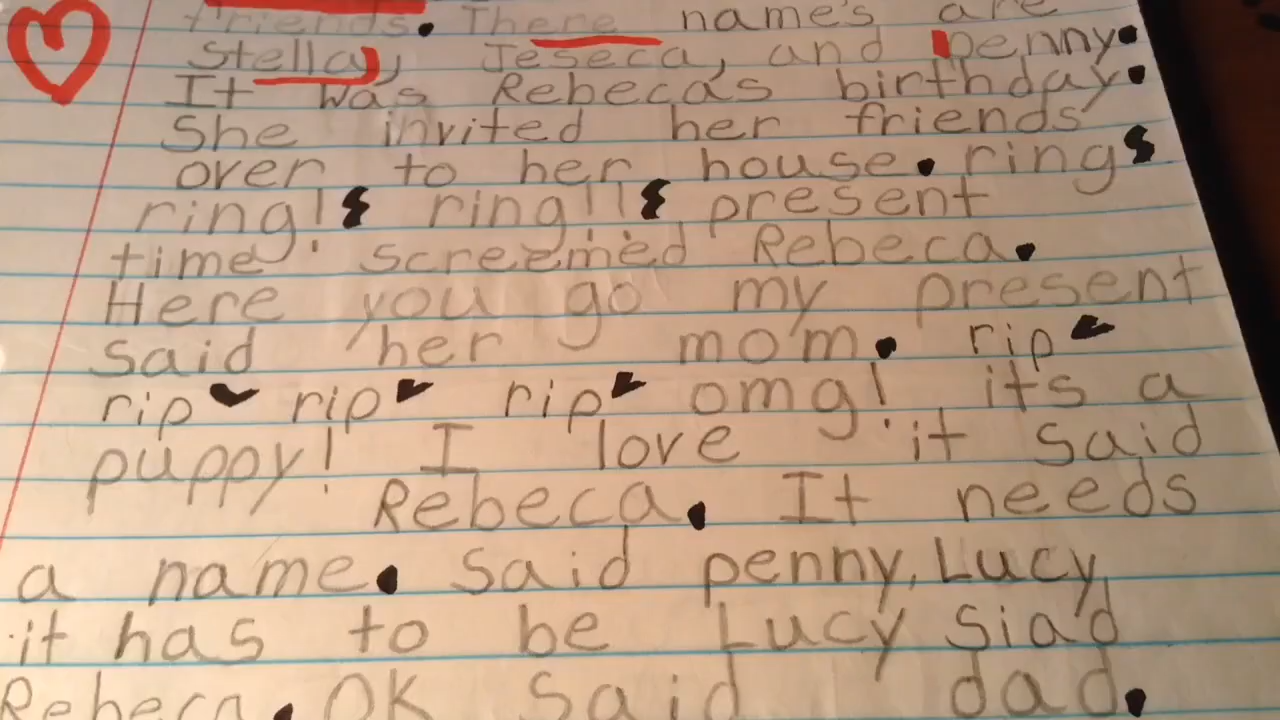 friends. There name's are
Stella, Jeseca, and penny.
It was Rebeca's birthday.
She invited her friends
over to her house. ring
ring! ring!! present
time! screemed Rebeca.
Here you go my present
said her mom. rip
rip rip rip omg! it's a
puppy! I love it said
Rebeca. It needs
a name. Said penny, Lucy,
it has to be Lucy siad
Rebeca. OK Said dad.